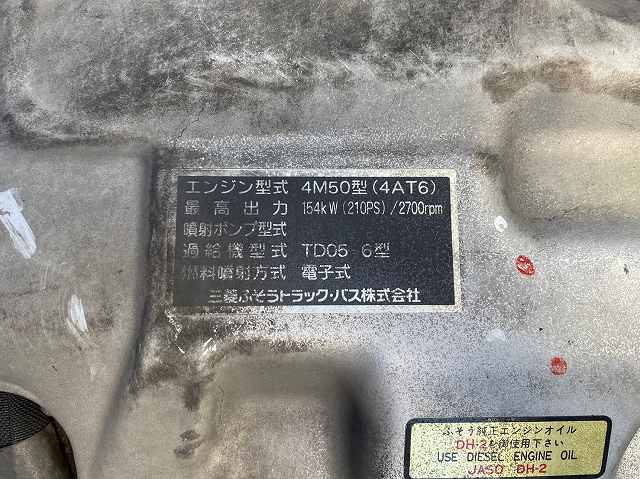 エンジン型式 4M50型(4AT6)
最高出力 154kW(210PS)/2700rpm
噴射ポンプ型式
過給機型式 TD05-6型
燃料噴射方式 電子式
三菱ふそうトラック・バス株式会社
ふそう純正エンジンオイル
DH-2を御使用下さい
USE DIESEL ENGINE OIL
JASO DH-2